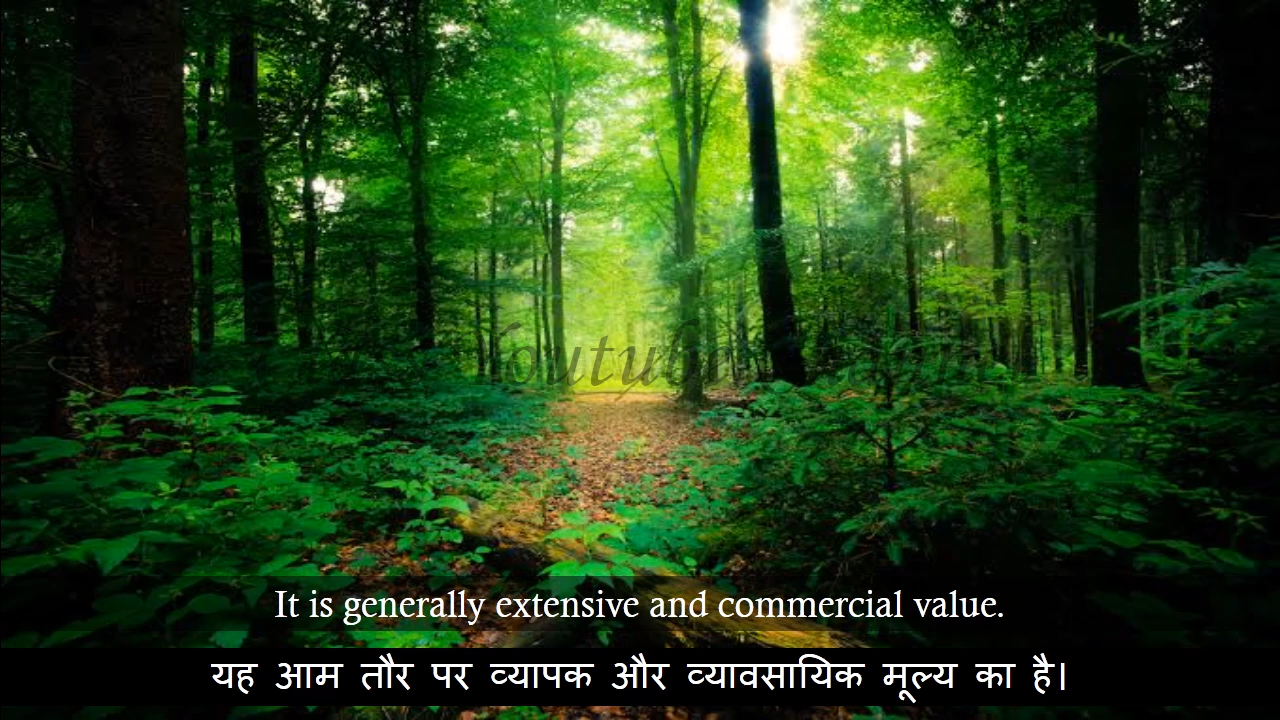 It is generally extensive and commercial value.
यह आम तौर पर व्यापक और व्यावसायिक मूल्य का है।